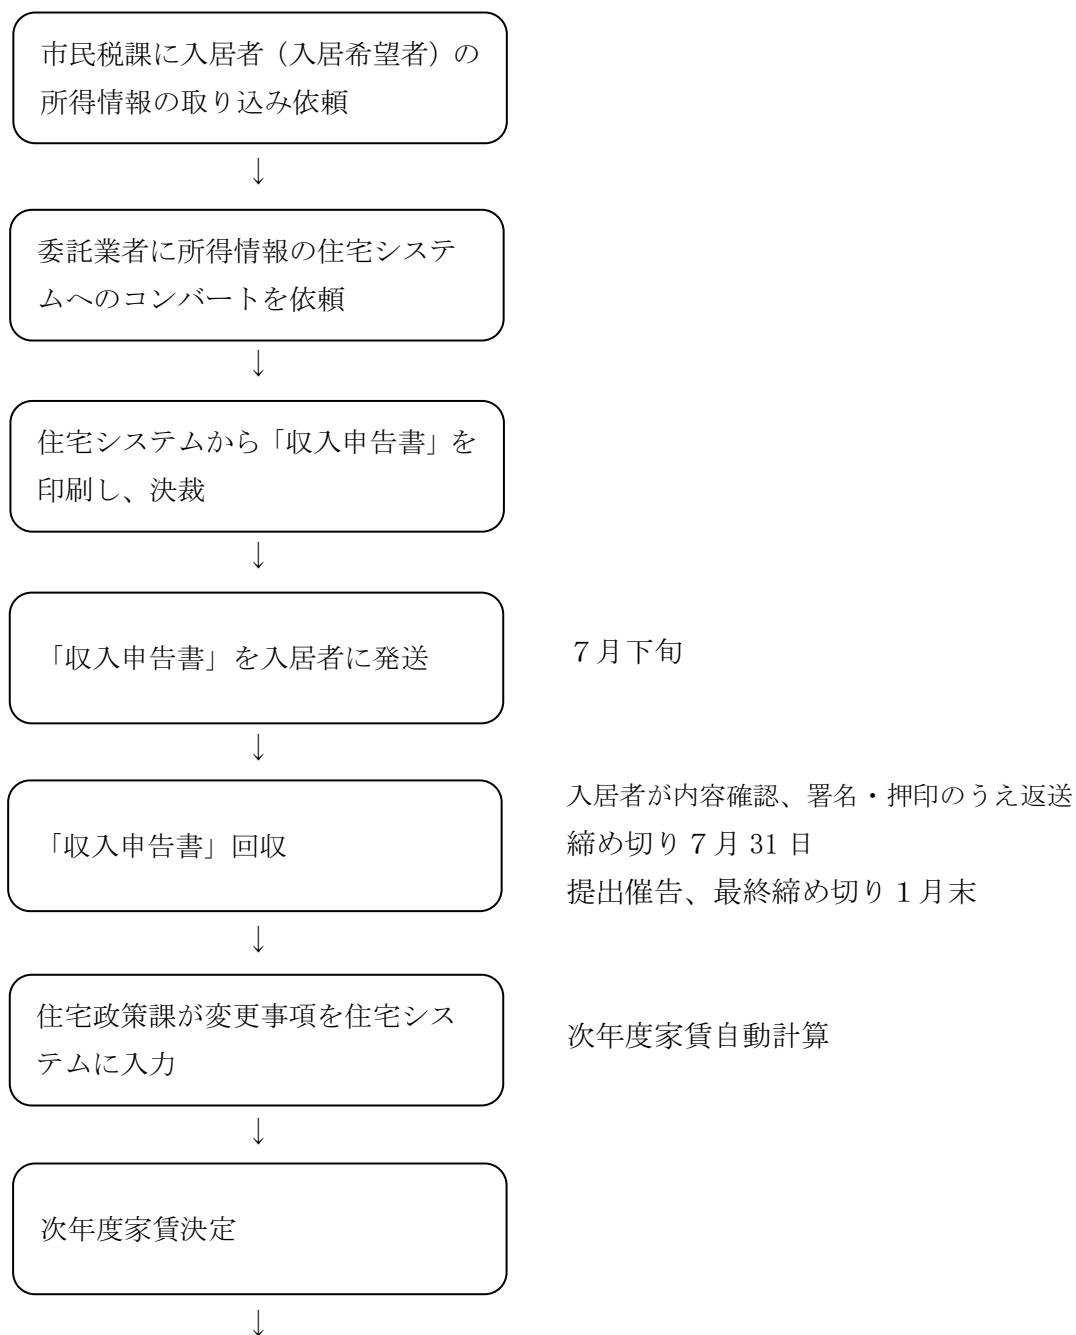 市民税課に入居者（入居希望者）の
所得情報の取り込み依頼
↓
委託業者に所得情報の住宅システ
ムへのコンバートを依頼
↓
住宅システムから「収入申告書」を
印刷し、決裁
↓
「収入申告書」を入居者に発送
７月下旬
↓
「収入申告書」回収
入居者が内容確認、署名・押印のうえ返送
締め切り７月 31 日
提出催告、最終締め切り１月末
↓
住宅政策課が変更事項を住宅シス
テムに入力
次年度家賃自動計算
↓
次年度家賃決定
↓